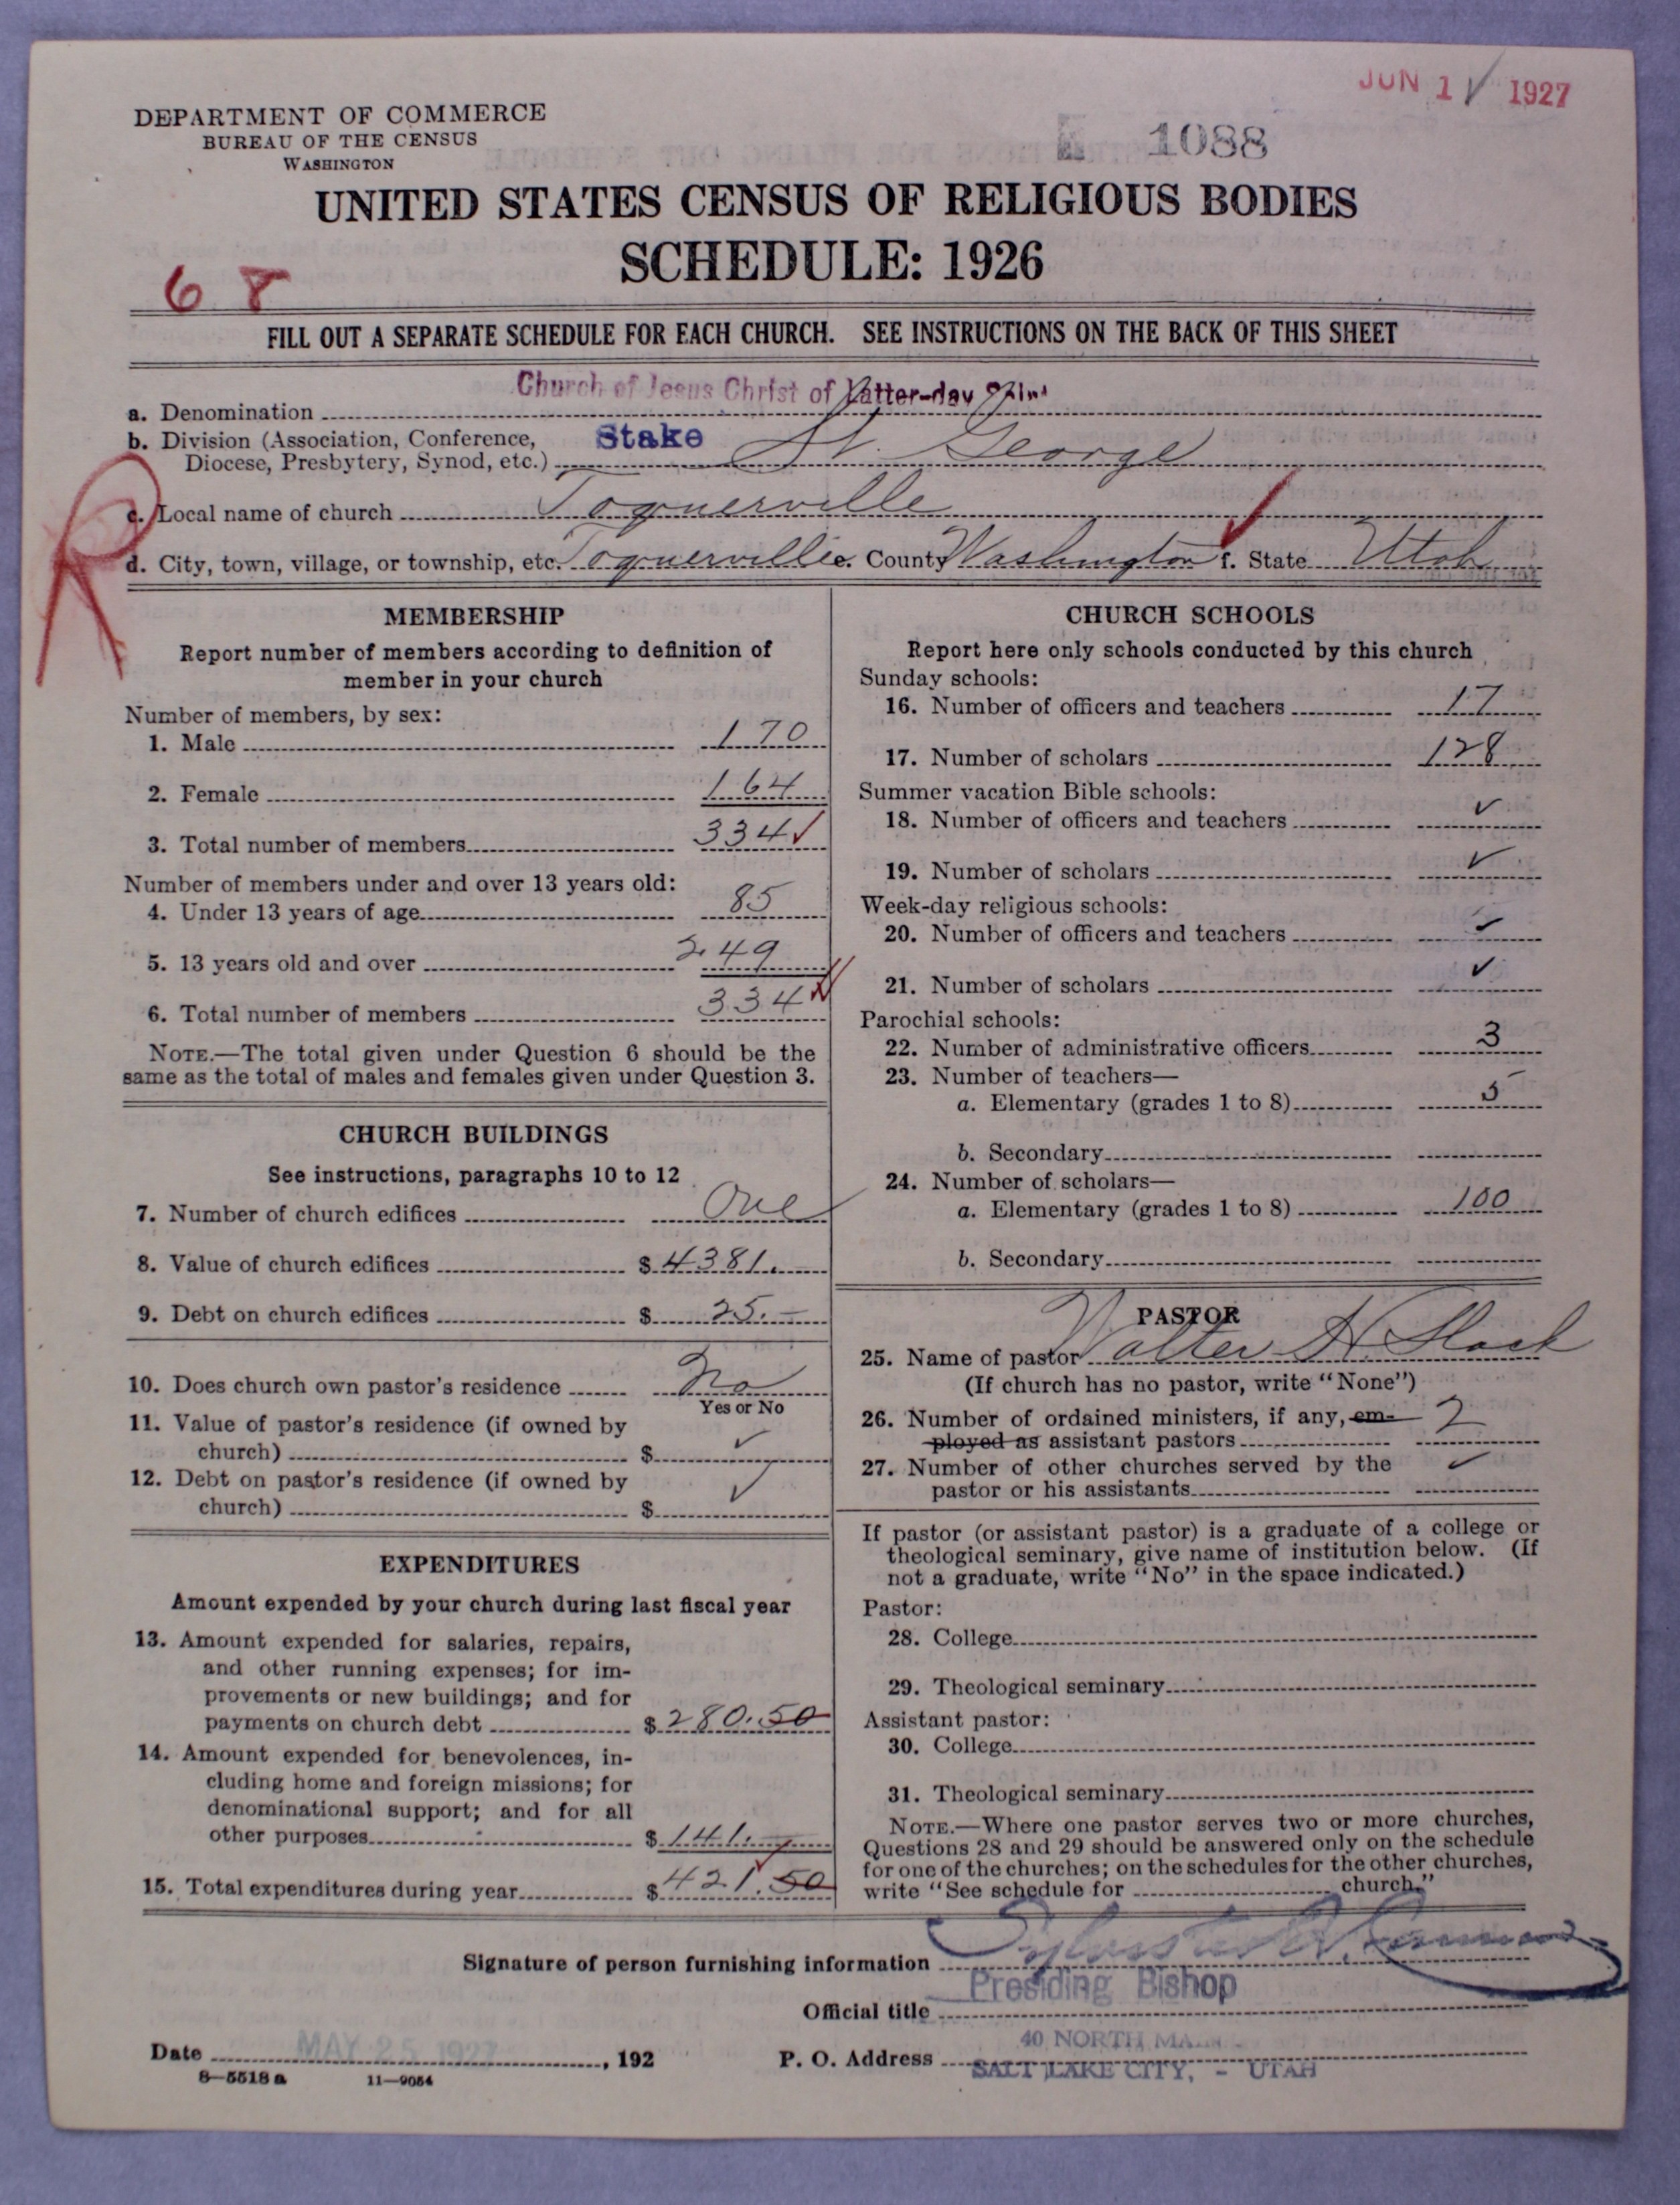 JUN 1 1927
DEPARTMENT OF COMMERCE
BUREAU OF THE CENSUS
WASHINGTON
1088
UNITED STATES CENSUS OF RELIGIOUS BODIES
SCHEDULE: 1926
6 8
FILL OUT A SEPARATE SCHEDULE FOR EACH CHURCH. SEE INSTRUCTIONS ON THE BACK OF THIS SHEET
a. Denomination Church of Jesus Christ of Latter-day Saint
b. Division (Association, Conference, Diocese, Presbytery, Synod, etc.) Stake St. George
R
c. Local name of church Toquerville
d. City, town, village, or township, etc. Toquerville e. County Washington f. State Utah
MEMBERSHIP
Report number of members according to definition of
member in your church
Number of members, by sex:
1. Male 170
2. Female 164
3. Total number of members 334 ✓
Number of members under and over 13 years old:
4. Under 13 years of age 85
5. 13 years old and over 249
6. Total number of members 334
NOTE.—The total given under Question 6 should be the
same as the total of males and females given under Question 3.
CHURCH BUILDINGS
See instructions, paragraphs 10 to 12
7. Number of church edifices One
8. Value of church edifices $ 4381.
9. Debt on church edifices $ 25.—
10. Does church own pastor's residence No
Yes or No
11. Value of pastor's residence (if owned by
church) $ ✓
12. Debt on pastor's residence (if owned by
church) $ ✓
EXPENDITURES
Amount expended by your church during last fiscal year
13. Amount expended for salaries, repairs,
and other running expenses; for im-
provements or new buildings; and for
payments on church debt $ 280.50
14. Amount expended for benevolences, in-
cluding home and foreign missions; for
denominational support; and for all
other purposes $ 141.—
15. Total expenditures during year $ 421.50
CHURCH SCHOOLS
Report here only schools conducted by this church
Sunday schools:
16. Number of officers and teachers 17
17. Number of scholars 128
Summer vacation Bible schools:
18. Number of officers and teachers ✓
19. Number of scholars ✓
Week-day religious schools:
20. Number of officers and teachers ✓
21. Number of scholars ✓
Parochial schools:
22. Number of administrative officers 3
23. Number of teachers—
a. Elementary (grades 1 to 8) 5
b. Secondary
24. Number of scholars—
a. Elementary (grades 1 to 8) 100
b. Secondary
PASTOR
25. Name of pastor Walter H. Slack
(If church has no pastor, write "None")
26. Number of ordained ministers, if any, em-
ployed as assistant pastors 2
27. Number of other churches served by the
pastor or his assistants ✓
If pastor (or assistant pastor) is a graduate of a college or
theological seminary, give name of institution below. (If
not a graduate, write "No" in the space indicated.)
Pastor:
28. College
29. Theological seminary
Assistant pastor:
30. College
31. Theological seminary
NOTE.—Where one pastor serves two or more churches,
Questions 28 and 29 should be answered only on the schedule
for one of the churches; on the schedules for the other churches,
write "See schedule for church."
Signature of person furnishing information Sylvester Q. Cannon
Official title Presiding Bishop
Date MAY 25 1927, 192
P. O. Address 40 NORTH MAIN
SALT LAKE CITY, - UTAH
8—5518 a 11—9054